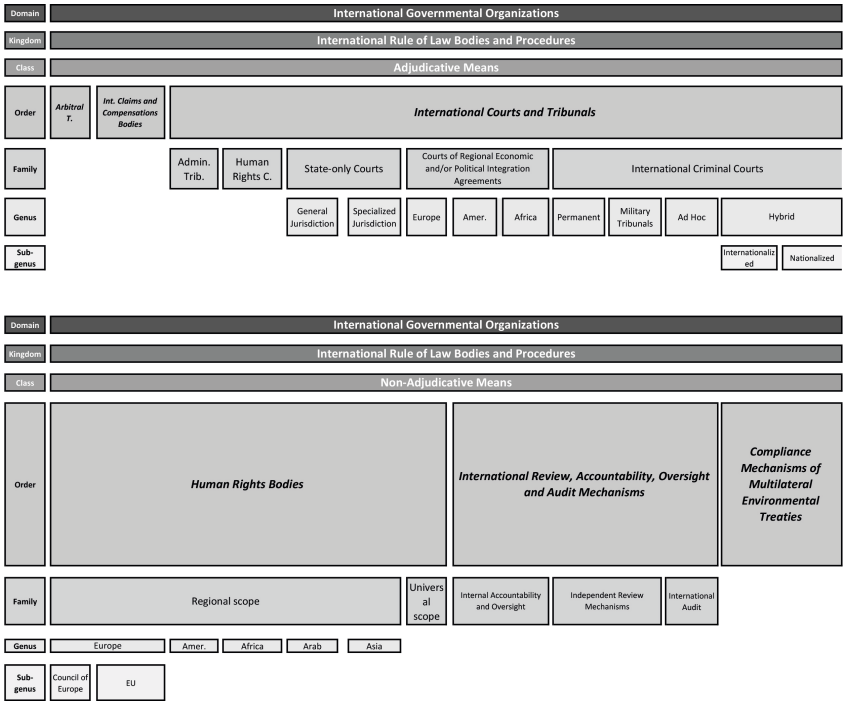 Domain
International Governmental Organizations
Kingdom
International Rule of Law Bodies and Procedures
Class
Adjudicative Means
Order
Arbitral
T.
Int. Claims and
Compensations
Bodies
International Courts and Tribunals
Family
Admin.
Trib.
Human
Rights C.
State-only Courts
Courts of Regional Economic
and/or Political Integration
Agreements
International Criminal Courts
Genus
General
Jurisdiction
Specialized
Jurisdiction
Europe
Amer.
Africa
Permanent
Military
Tribunals
Ad Hoc
Hybrid
Sub-
genus
Internationaliz
ed
Nationalized
Domain
International Governmental Organizations
Kingdom
International Rule of Law Bodies and Procedures
Class
Non-Adjudicative Means
Order
Human Rights Bodies
International Review, Accountability, Oversight
and Audit Mechanisms
Compliance
Mechanisms of
Multilateral
Environmental
Treaties
Family
Regional scope
Univers
al
scope
Internal Accountability
and Oversight
Independent Review
Mechanisms
International
Audit
Genus
Europe
Amer.
Africa
Arab
Asia
Sub-
genus
Council of
Europe
EU